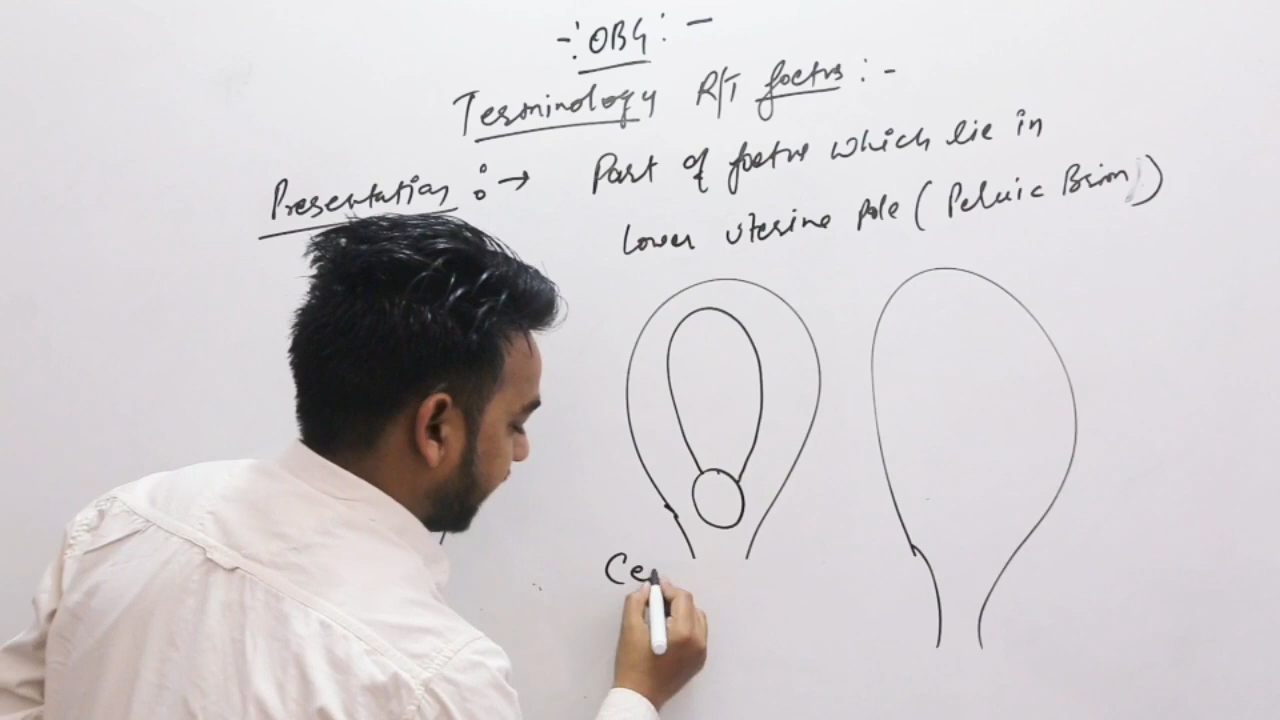 -: OBG : -
Terminology R/T foetus : -
Presentation : → Part of foetus which lie in
lower uterine pole ( Pelvic Brim )
Ce